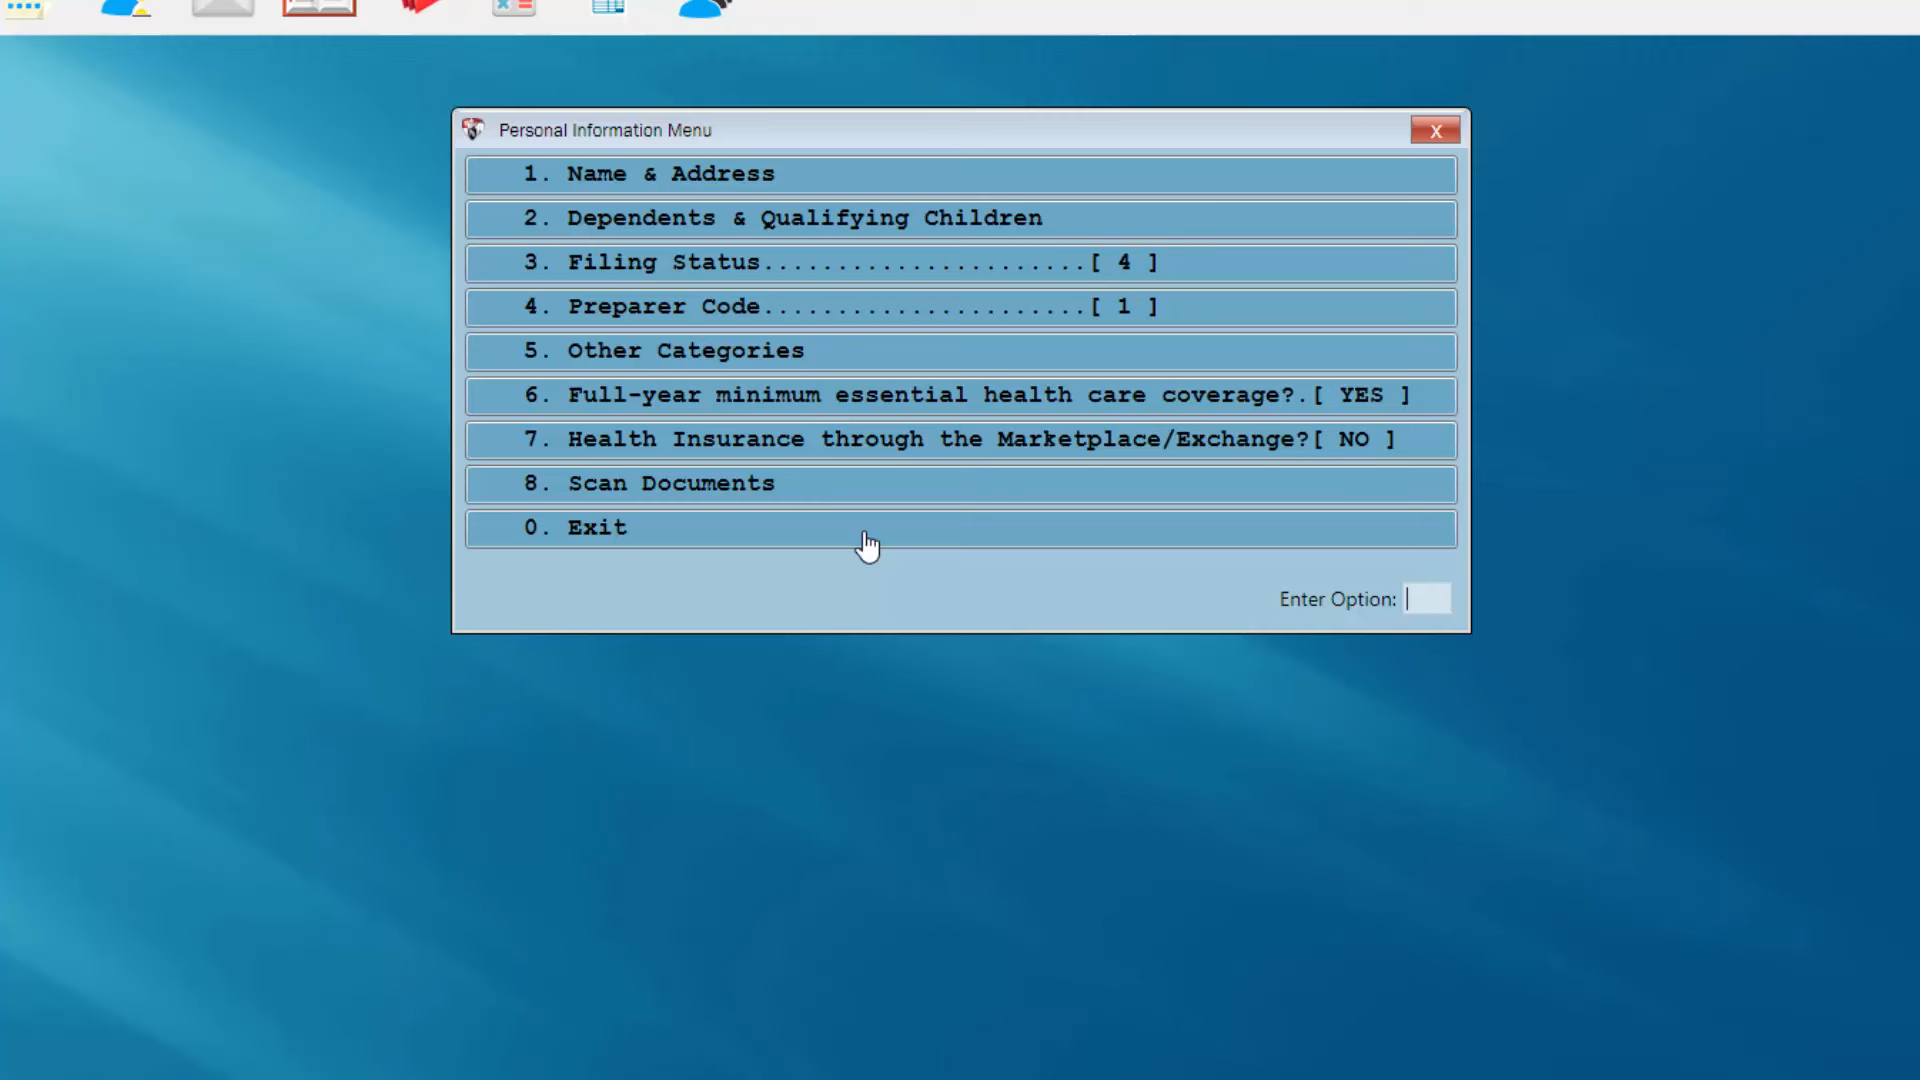 Personal Information Menu
X
1. Name & Address
2. Dependents & Qualifying Children
3. Filing Status......................[ 4 ]
4. Preparer Code......................[ 1 ]
5. Other Categories
6. Full-year minimum essential health care coverage?.[ YES ]
7. Health Insurance through the Marketplace/Exchange?[ NO ]
8. Scan Documents
0. Exit
Enter Option: